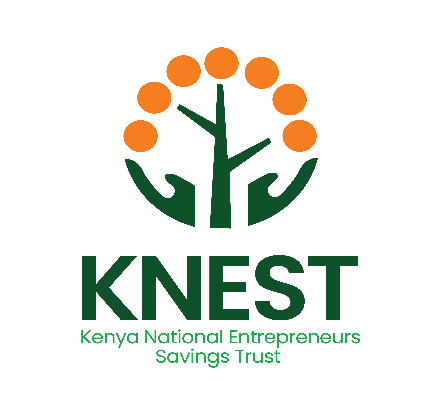 KNEST
Kenya National Entrepreneurs
Savings Trust